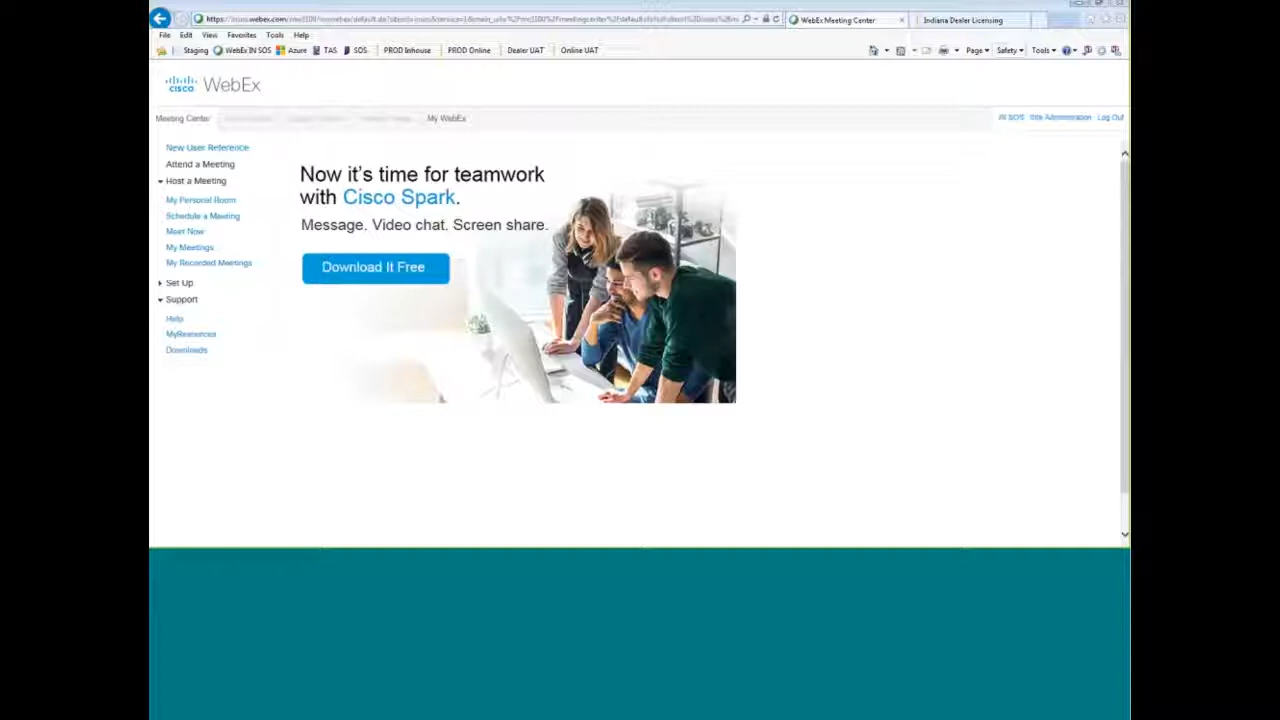 WebEx Meeting Center
Indiana Dealer Licensing
File Edit View Favorites Tools Help
Staging WebEx IN SOS Azure TAS SOS PROD Inhouse PROD Online Dealer UAT Online UAT Page Safety Tools
cisco WebEx
Meeting Center My WebEx IN SOS Site Administration Log Out
New User Reference
Attend a Meeting
Host a Meeting
My Personal Room
Schedule a Meeting
Meet Now
My Meetings
My Recorded Meetings
Set Up
Support
Help
MyResources
Downloads
Now it's time for teamwork
with Cisco Spark.
Message. Video chat. Screen share.
Download It Free